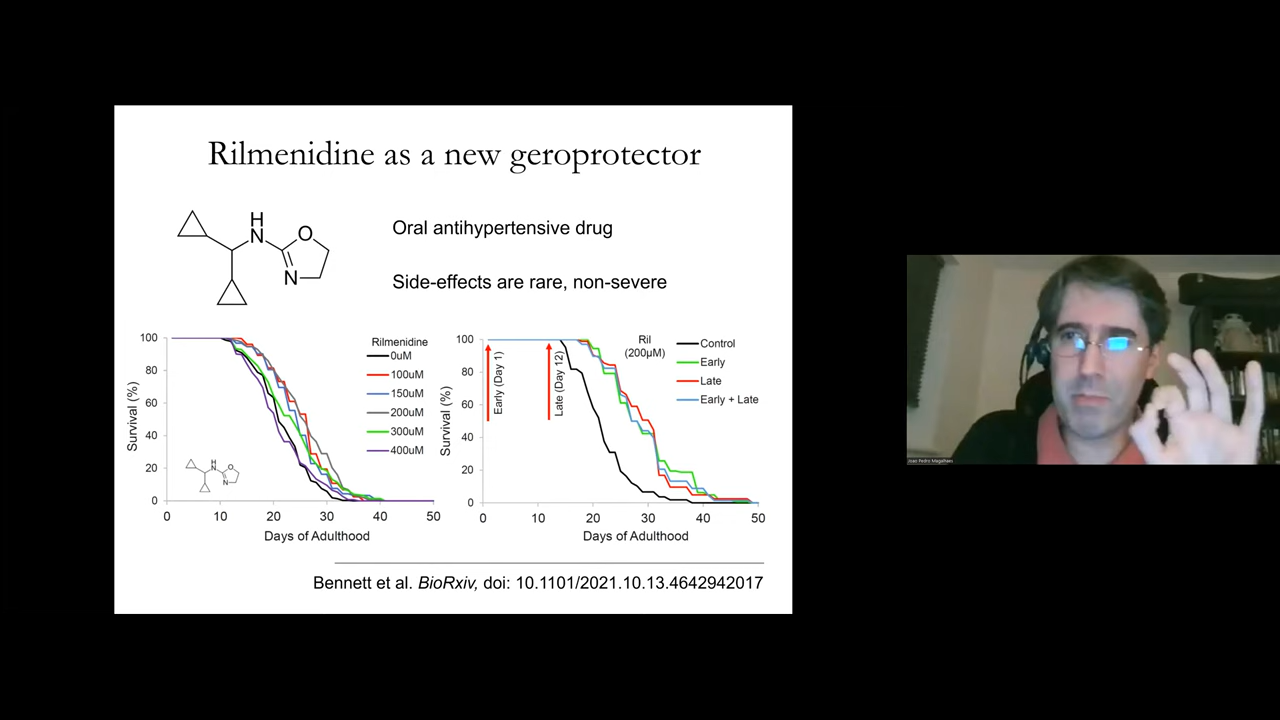 Rilmenidine as a new geroprotector
H
N
O
N
Oral antihypertensive drug
Side-effects are rare, non-severe
100
80
60
40
20
0
Survival (%)
0 10 20 30 40 50
Days of Adulthood
Rilmenidine
0uM
100uM
150uM
200uM
300uM
400uM
H
N
O
N
100
80
60
40
20
0
Survival (%)
0 10 20 30 40 50
Days of Adulthood
Early (Day 1)
Late (Day 12)
Ril
(200µM)
Control
Early
Late
Early + Late
Bennett et al. BioRxiv, doi: 10.1101/2021.10.13.4642942017
Joao Pedro Magalhaes